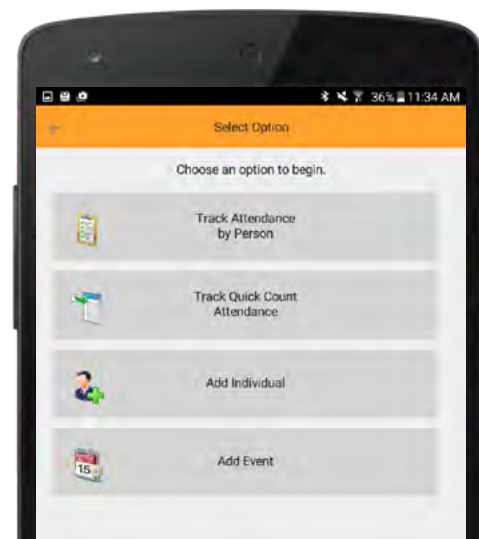 36% 11:34 AM
Select Option
Choose an option to begin.
Track Attendance
by Person
Track Quick Count
Attendance
Add Individual
15
Add Event